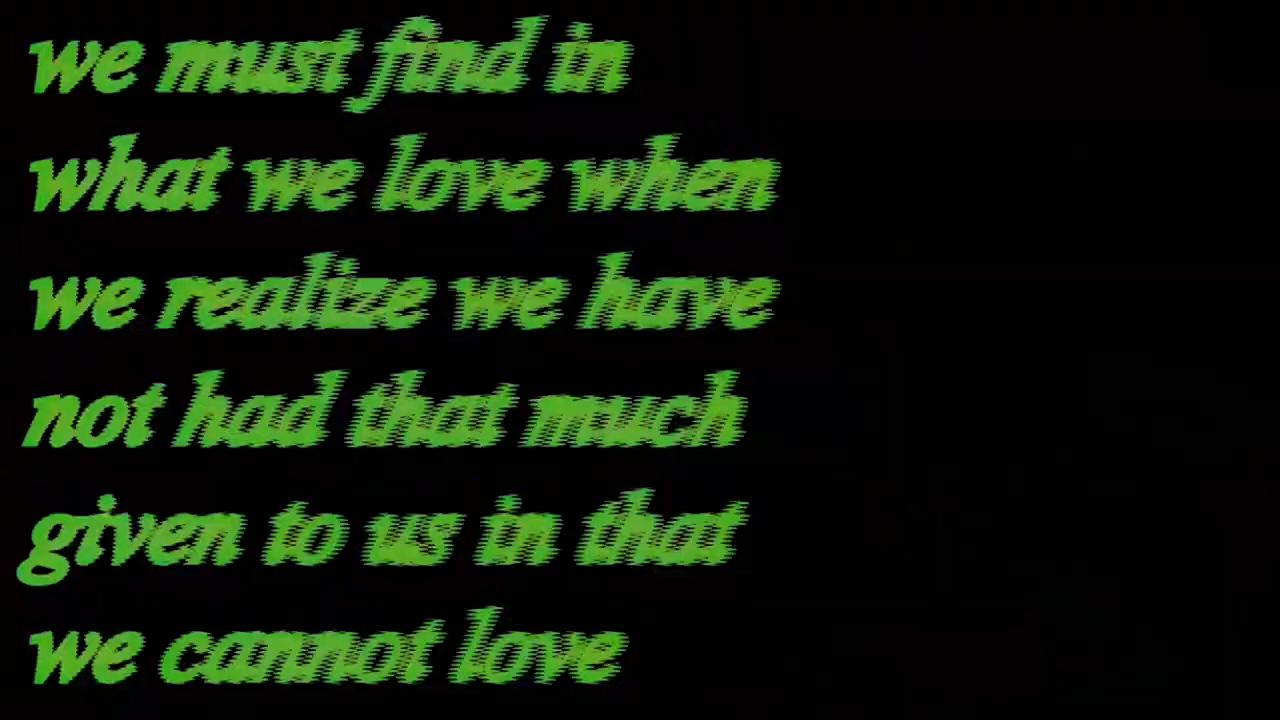 we must find in
what we love when
we realize we have
not had that much
given to us in that
we cannot love